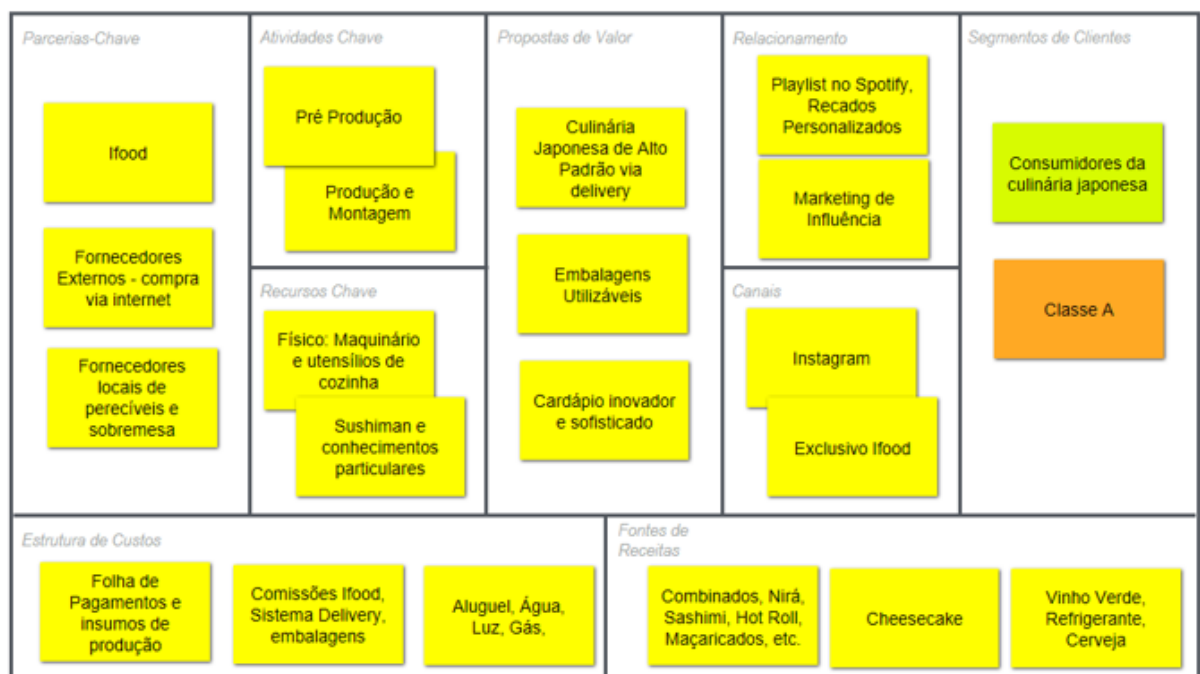 Parcerias-Chave
Ifood
Fornecedores
Externos - compra
via internet
Fornecedores
locais de
perecíveis e
sobremesa
Atividades Chave
Pré Produção
Produção e
Montagem
Recursos Chave
Físico: Maquinário
e utensílios de
cozinha
Sushiman e
conhecimentos
particulares
Propostas de Valor
Culinária
Japonesa de Alto
Padrão via
delivery
Embalagens
Utilizáveis
Cardápio inovador
e sofisticado
Relacionamento
Playlist no Spotify,
Recados
Personalizados
Marketing de
Influência
Canais
Instagram
Exclusivo Ifood
Segmentos de Clientes
Consumidores da
culinária japonesa
Classe A
Estrutura de Custos
Folha de
Pagamentos e
insumos de
produção
Comissões Ifood,
Sistema Delivery,
embalagens
Aluguel, Água,
Luz, Gás,
Fontes de
Receitas
Combinados, Nirá,
Sashimi, Hot Roll,
Maçaricados, etc.
Cheesecake
Vinho Verde,
Refrigerante,
Cerveja